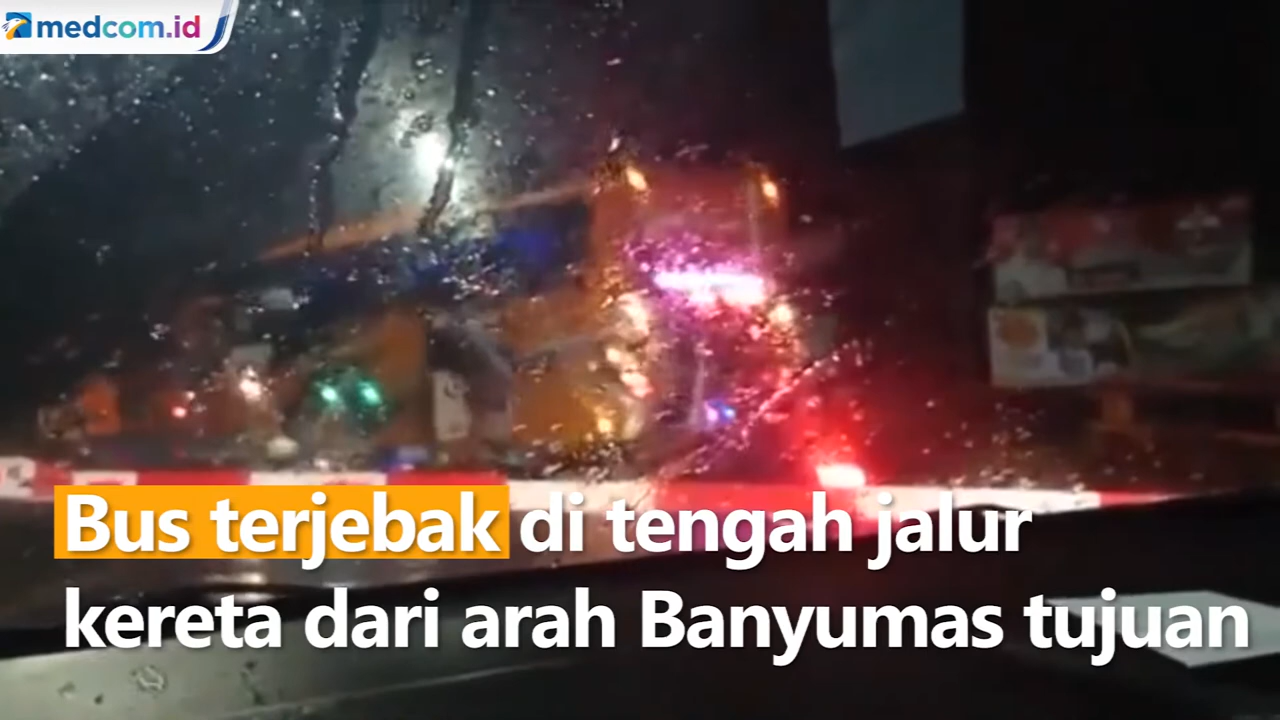 medcom.id
Bus terjebak di tengah jalur
kereta dari arah Banyumas tujuan